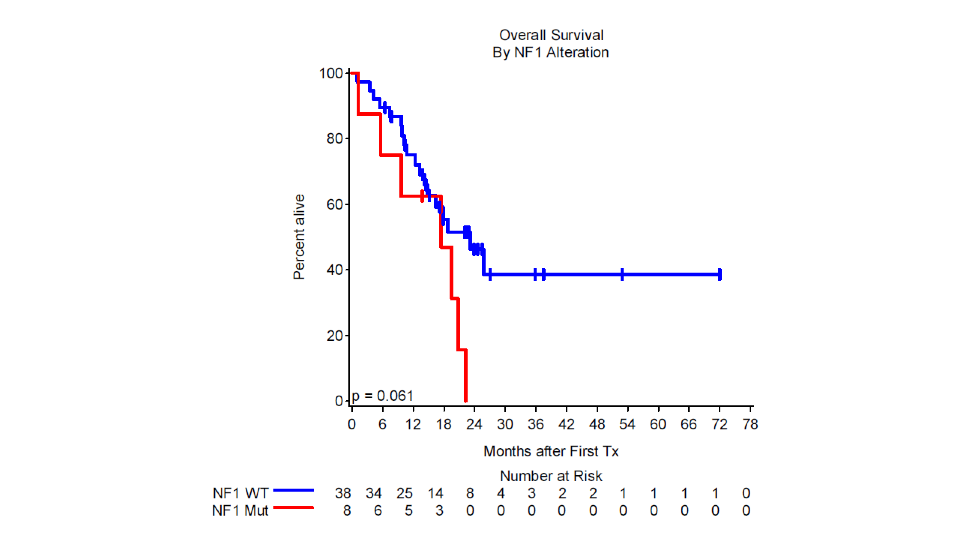 Overall Survival
By NF1 Alteration
100
80
60
40
20
0
Percent alive
p = 0.061
0 6 12 18 24 30 36 42 48 54 60 66 72 78
Months after First Tx
Number at Risk
NF1 WT 38 34 25 14 8 4 3 2 2 1 1 1 1 0
NF1 Mut 8 6 5 3 0 0 0 0 0 0 0 0 0 0